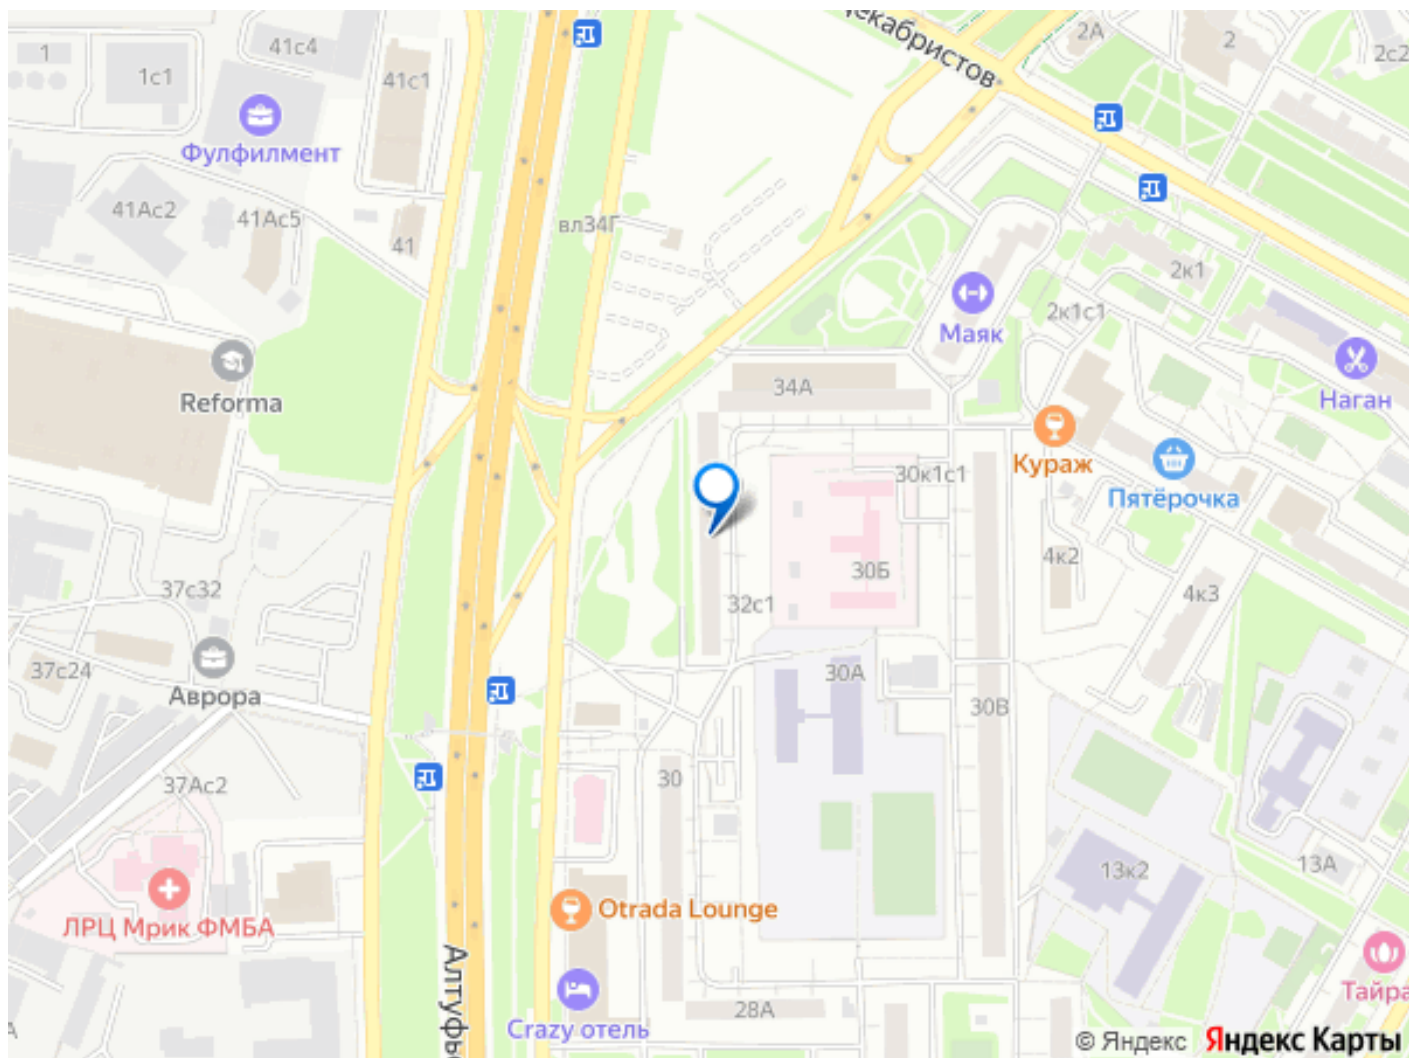 1
1с1
41с4
41с1
Декабристов
2А
2
2с2
Фулфилмент
41Ас2
41Ас5
41
вл34Г
2к1
2к1с1
Маяк
Reforma
34А
Наган
Кураж
30к1с1
Пятёрочка
30Б
4к2
4к3
37с32
32с1
37с24
Аврора
30А
30В
30
37Ас2
13А
13к2
ЛРЦ Мрик ФМБА
Otrada Lounge
Алтуфье
Crazy отель
28А
Тайра
А
© Яндекс Яндекс Карты